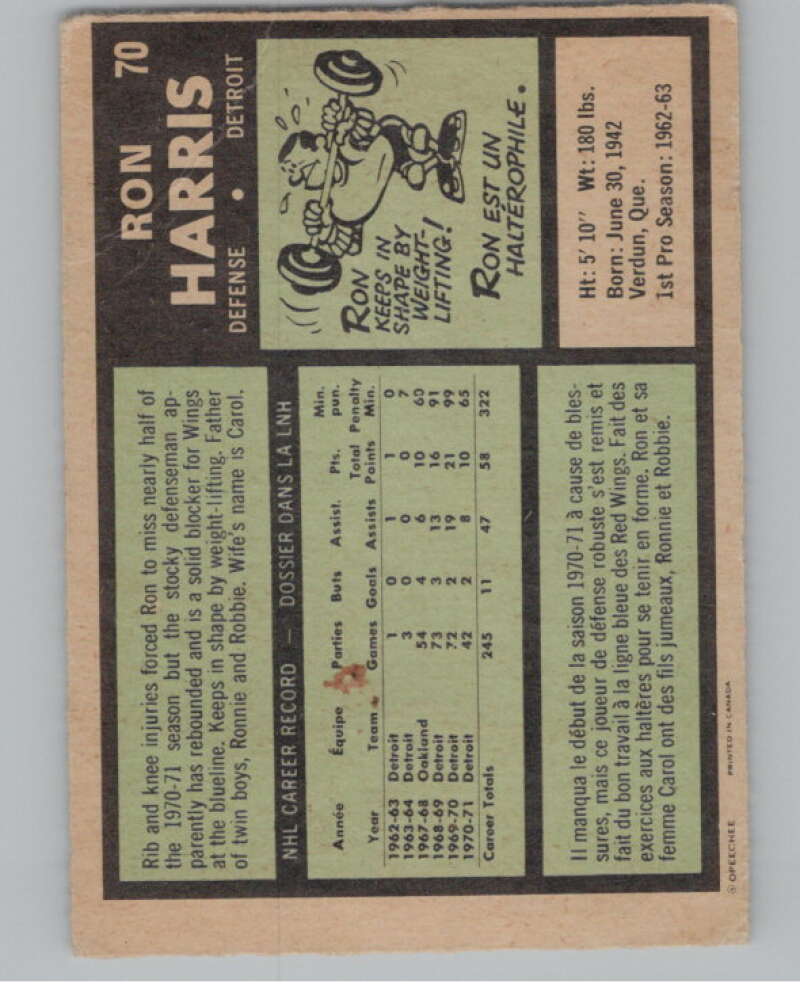 RON 70
HARRIS
DEFENSE • DETROIT
Rib and knee injuries forced Ron to miss nearly half of
the 1970-71 season but the stocky defenseman ap-
parently has rebounded and is a solid blocker for Wings
at the blueline. Keeps in shape by weight-lifting. Father
of twin boys, Ronnie and Robbie. Wife's name is Carol.
RON
KEEPS IN
SHAPE BY
WEIGHT-
LIFTING!
RON EST UN
HALTÉROPHILE.
NHL CAREER RECORD — DOSSIER DANS LA LNH
Année Équipe Parties Buts Assist. Pts. Min. pun.
Year Team Games Goals Assists Total Points Penalty Min.
1962-63 Detroit 1 0 1 1 0
1963-64 Detroit 3 0 0 0 7
1967-68 Oakland 54 4 6 10 60
1968-69 Detroit 73 3 13 16 91
1969-70 Detroit 72 2 19 21 99
1970-71 Detroit 42 2 8 10 65
Career Totals 245 11 47 58 322
Ht: 5' 10" Wt: 180 lbs.
Born: June 30, 1942
Verdun, Que.
1st Pro Season: 1962-63
Il manqua le début de la saison 1970-71 à cause de bles-
sures, mais ce joueur de défense robuste s'est remis et
fait du bon travail à la ligne bleue des Red Wings. Fait des
exercices aux haltères pour se tenir en forme. Ron et sa
femme Carol ont des fils jumeaux, Ronnie et Robbie.
© OPEECHEE PRINTED IN CANADA